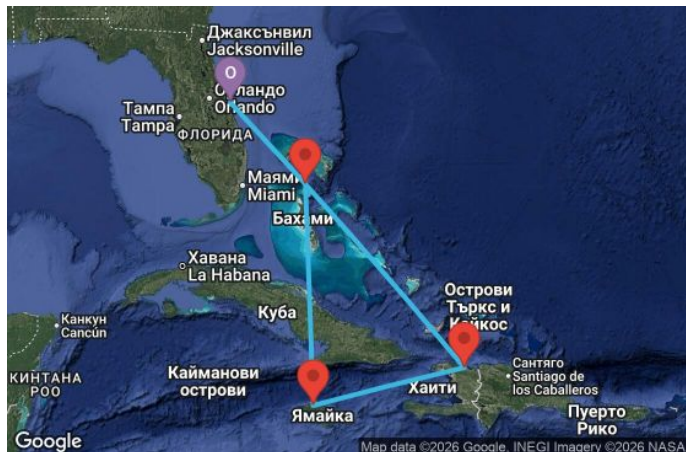 Джаксънвил
Jacksonville
O
Орландо
Orlando
Тампа
Tampa
ФЛОРИДА
Маями
Miami
Бахами
Хавана
La Habana
Куба
Острови
Търкс и
Кайкос
Канкун
Cancún
Кайманови
острови
КИНТАНА
РОО
Сантяго
Santiago de
los Caballeros
Хаити
Ямайка
Пуерто
Рико
Google
Map data ©2026 Google, INEGI Imagery ©2026 NASA